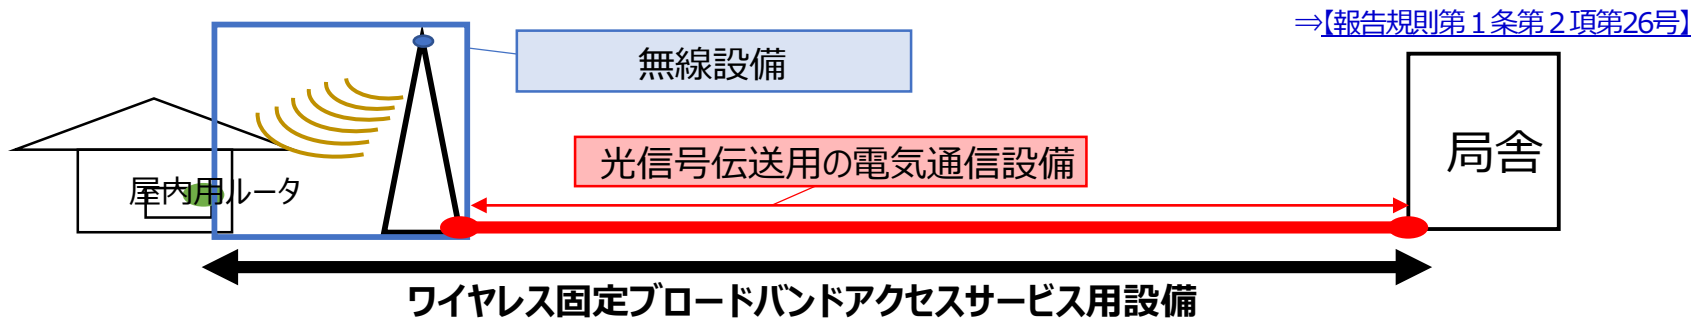 ⇒【報告規則第１条第２項第26号】
無線設備
光信号伝送用の電気通信設備
局舎
屋内用ルータ
ワイヤレス固定ブロードバンドアクセスサービス用設備